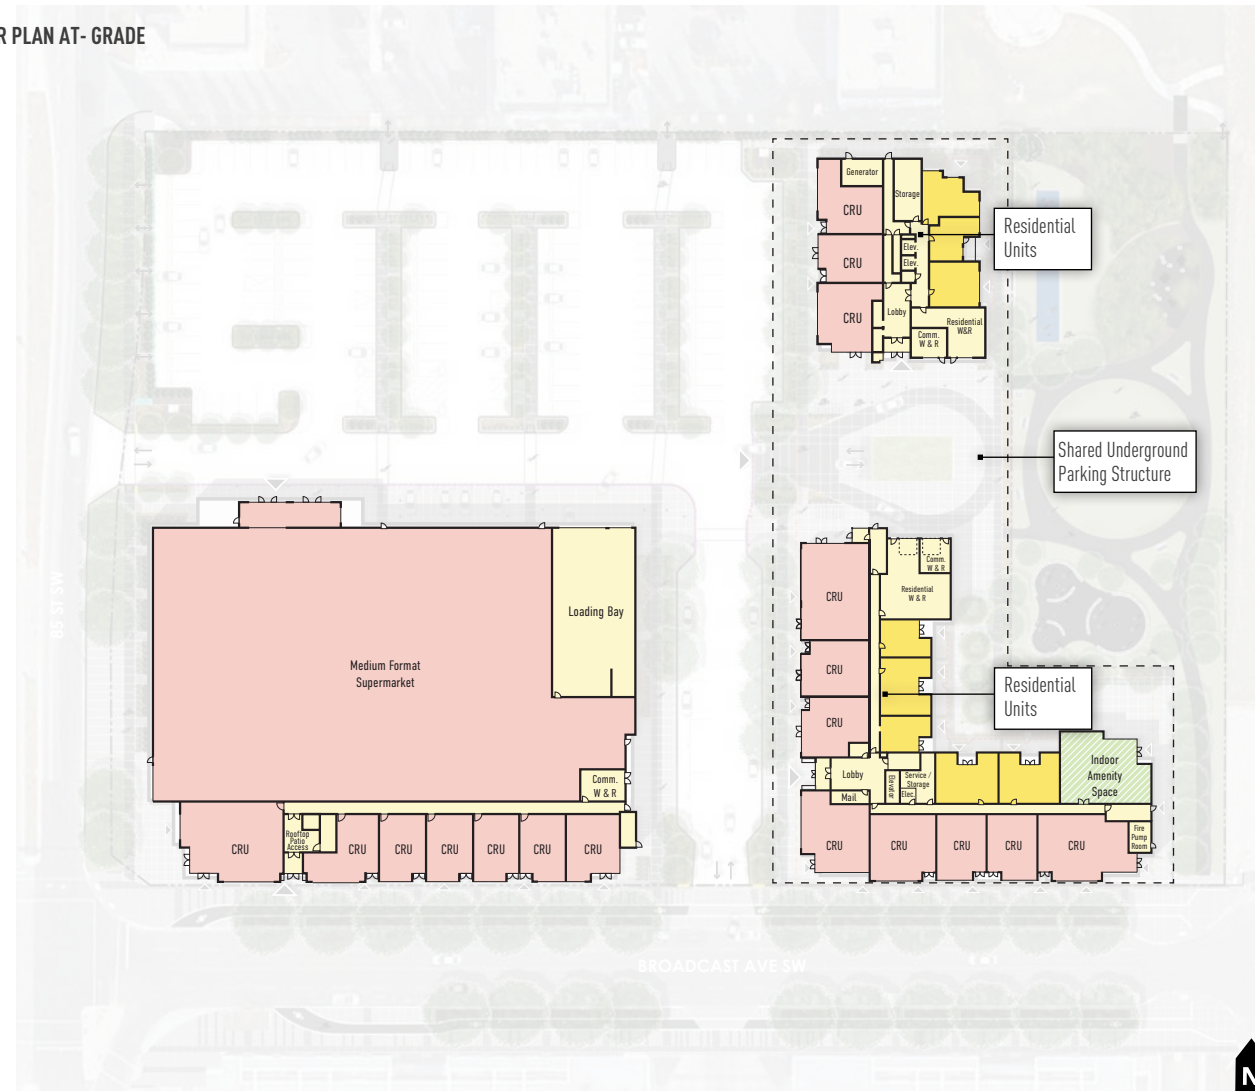 R PLAN AT- GRADE
Generator
Storage
CRU
Residential
Units
Elev.
CRU
Elev.
Lobby
CRU
Residential
W&R
Comm.
W & R
Shared Underground
Parking Structure
85 ST SW
Loading Bay
Medium Format
Supermarket
Comm.
W & R
Rooftop
Patio
Access
CRU
CRU
CRU
CRU
CRU
CRU
CRU
Comm.
W & R
Residential
W & R
CRU
CRU
Residential
Units
CRU
Lobby
Mail
Elevator
Service /
Storage
Elec.
Indoor
Amenity
Space
Fire
Pump
Room
CRU
CRU
CRU
CRU
CRU
BROADCAST AVE SW
N